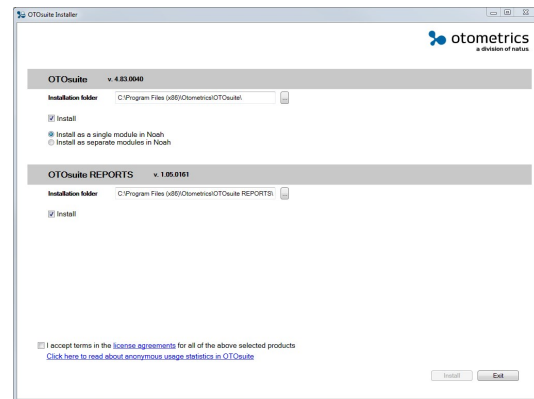 OTOsuite Installer
otometrics
a division of natus
OTOsuite v. 4.83.0040
Installation folder C:\Program Files (x86)\Otometrics\OTOsuite\ ...
Install
Install as a single module in Noah
Install as separate modules in Noah
OTOsuite REPORTS v. 1.05.0161
Installation folder C:\Program Files (x86)\Otometrics\OTOsuite REPORTS\ ...
Install
I accept terms in the license agreements for all of the above selected products
Click here to read about anonymous usage statistics in OTOsuite
Install Exit